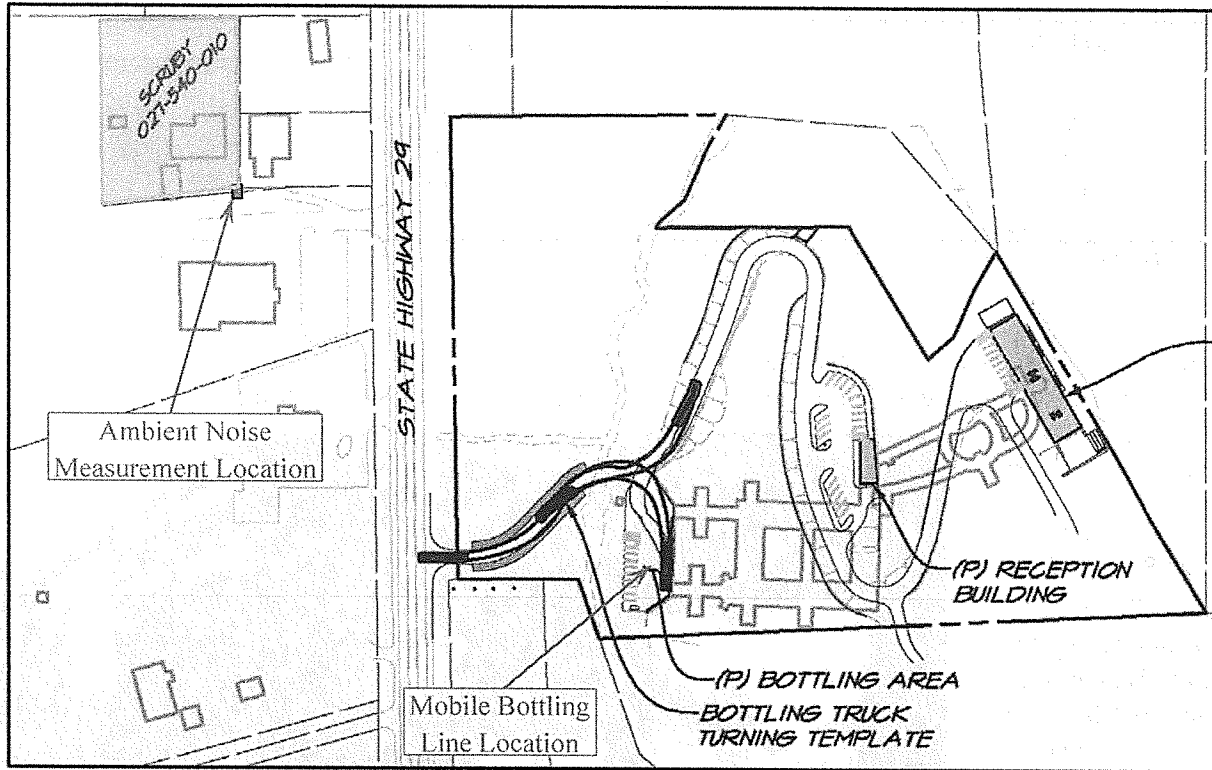 SCRUBY
027-540-010
STATE HIGHWAY 29
Ambient Noise
Measurement Location
(P) RECEPTION
BUILDING
(P) BOTTLING AREA
BOTTLING TRUCK
TURNING TEMPLATE
Mobile Bottling
Line Location